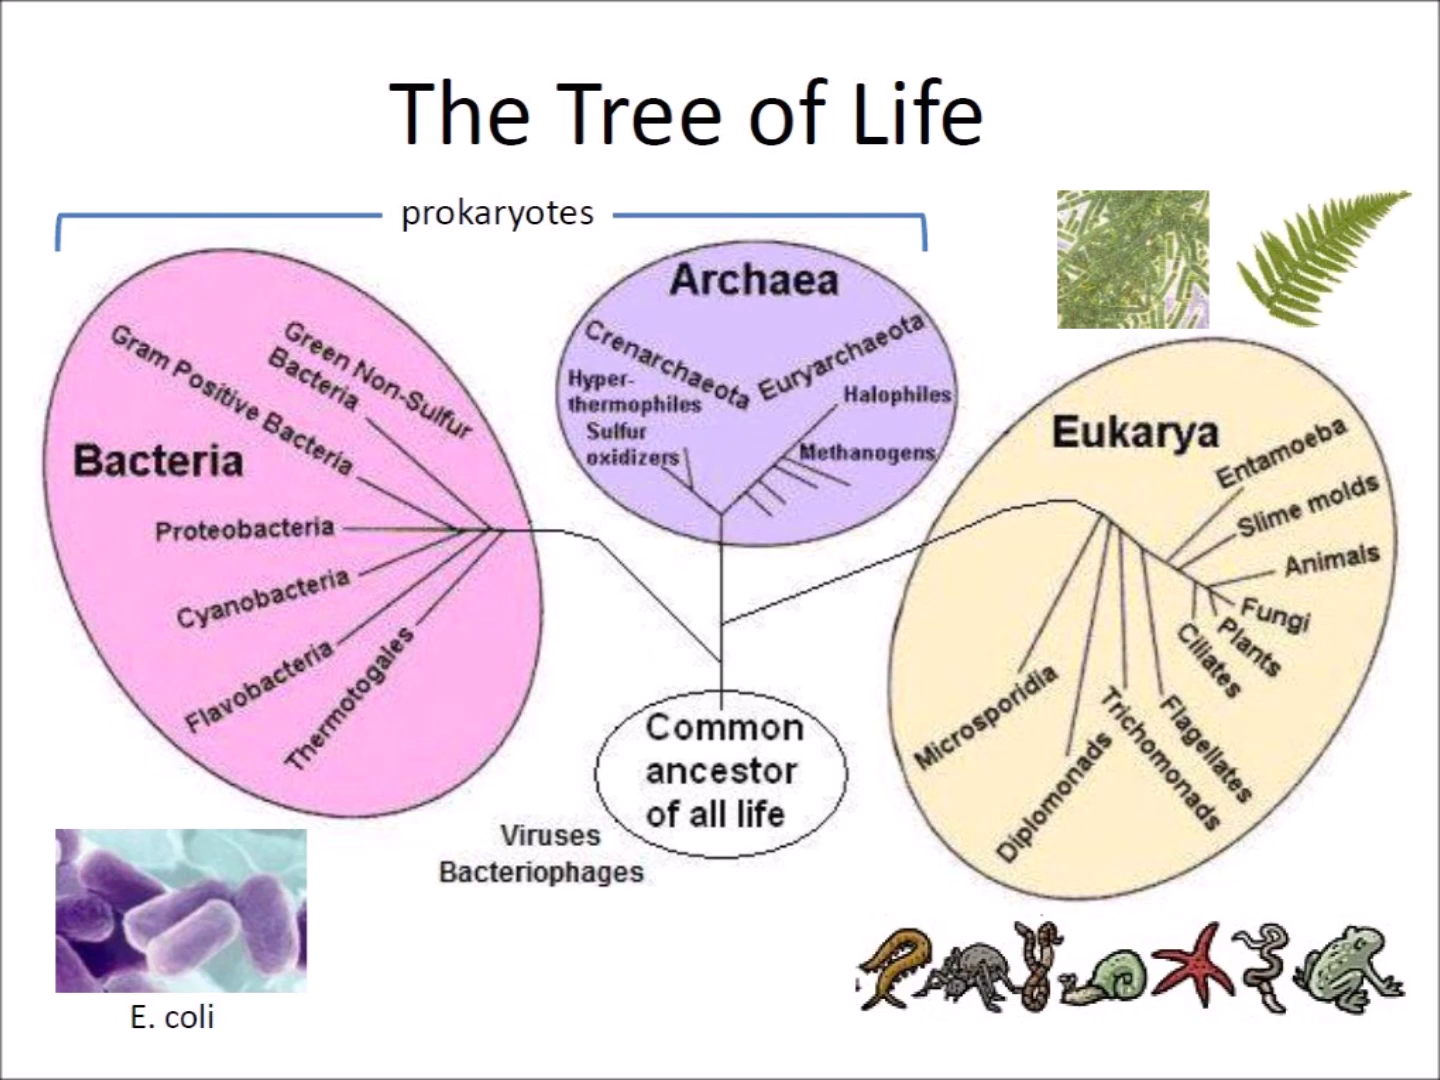 The Tree of Life
prokaryotes
Bacteria
Green Non-Sulfur
Bacteria
Gram Positive Bacteria
Proteobacteria
Cyanobacteria
Flavobacteria
Thermotogales
Archaea
Crenarchaeota
Euryarchaeota
Hyper-
thermophiles
Sulfur
oxidizers
Halophiles
Methanogens
Eukarya
Entamoeba
Slime molds
Animals
Fungi
Plants
Ciliates
Flagellates
Trichomonads
Diplomonads
Microsporidia
Common
ancestor
of all life
Viruses
Bacteriophages
E. coli